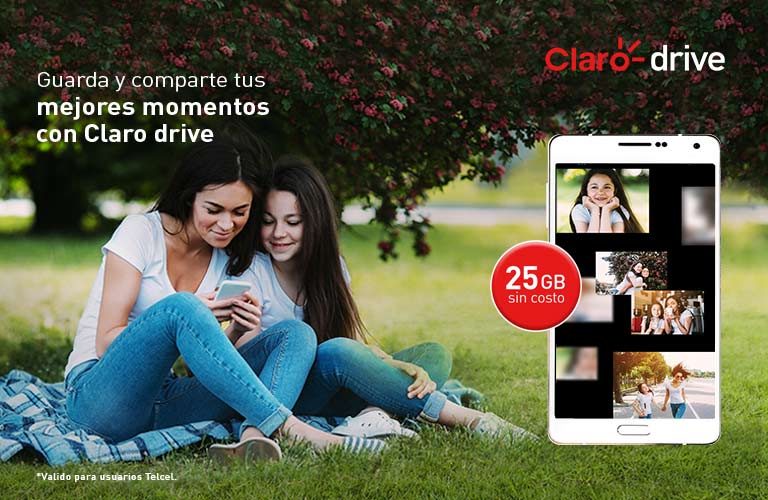 Guarda y comparte tus
mejores momentos
con Claro drive
Claro drive
25GB
sin costo
*Valido para usuarios Telcel.